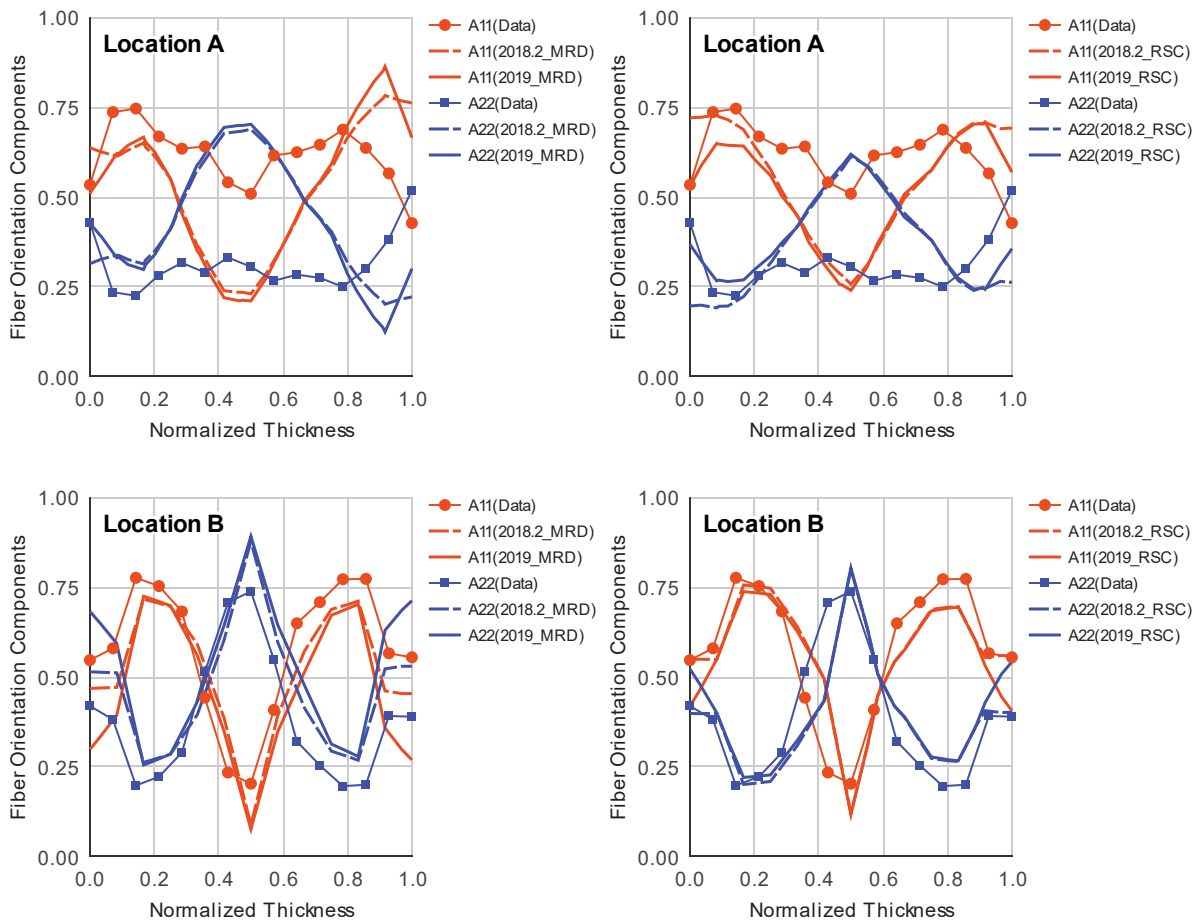 Location A
Fiber Orientation Components
1.00
0.75
0.50
0.25
0.00
0.0 0.2 0.4 0.6 0.8 1.0
Normalized Thickness
A11(Data)
A11(2018.2_MRD)
A11(2019_MRD)
A22(Data)
A22(2018.2_MRD)
A22(2019_MRD)
Location A
Fiber Orientation Components
1.00
0.75
0.50
0.25
0.00
0.0 0.2 0.4 0.6 0.8 1.0
Normalized Thickness
A11(Data)
A11(2018.2_RSC)
A11(2019_RSC)
A22(Data)
A22(2018.2_RSC)
A22(2019_RSC)
Location B
Fiber Orientation Components
1.00
0.75
0.50
0.25
0.00
0.0 0.2 0.4 0.6 0.8 1.0
Normalized Thickness
A11(Data)
A11(2018.2_MRD)
A11(2019_MRD)
A22(Data)
A22(2018.2_MRD)
A22(2019_MRD)
Location B
Fiber Orientation Components
1.00
0.75
0.50
0.25
0.00
0.0 0.2 0.4 0.6 0.8 1.0
Normalized Thickness
A11(Data)
A11(2018.2_RSC)
A11(2019_RSC)
A22(Data)
A22(2018.2_RSC)
A22(2019_RSC)